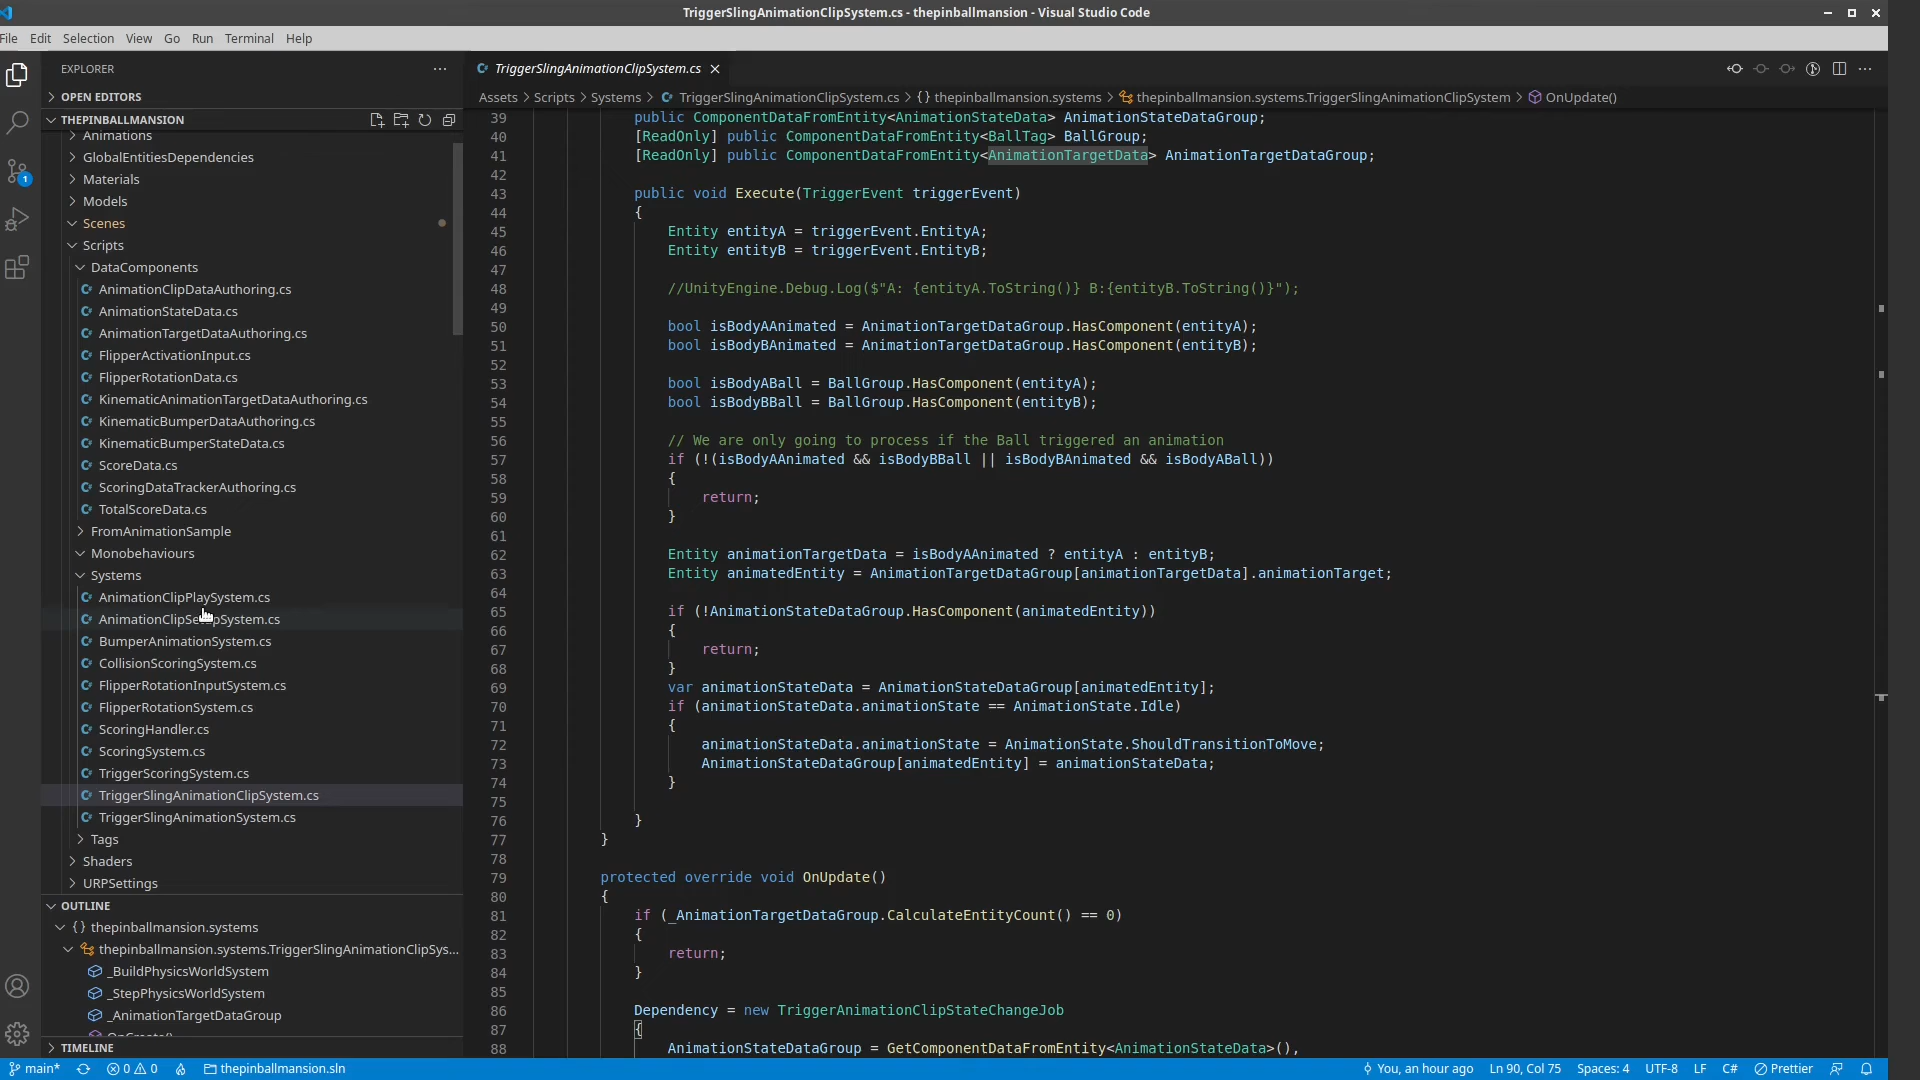 TriggerSlingAnimationClipSystem.cs - thepinballmansion - Visual Studio Code
File Edit Selection View Go Run Terminal Help
EXPLORER
OPEN EDITORS
THEPINBALLMANSION
Animations
GlobalEntitiesDependencies
Materials
Models
Scenes
Scripts
DataComponents
AnimationClipDataAuthoring.cs
AnimationStateData.cs
AnimationTargetDataAuthoring.cs
FlipperActivationInput.cs
FlipperRotationData.cs
KinematicAnimationTargetDataAuthoring.cs
KinematicBumperDataAuthoring.cs
KinematicBumperStateData.cs
ScoreData.cs
ScoringDataTrackerAuthoring.cs
TotalScoreData.cs
FromAnimationSample
Monobehaviours
Systems
AnimationClipPlaySystem.cs
AnimationClipSetupSystem.cs
BumperAnimationSystem.cs
CollisionScoringSystem.cs
FlipperRotationInputSystem.cs
FlipperRotationSystem.cs
ScoringHandler.cs
ScoringSystem.cs
TriggerScoringSystem.cs
TriggerSlingAnimationClipSystem.cs
TriggerSlingAnimationSystem.cs
Tags
Shaders
URPSettings
OUTLINE
{} thepinballmansion.systems
thepinballmansion.systems.TriggerSlingAnimationClipSys...
_BuildPhysicsWorldSystem
_StepPhysicsWorldSystem
_AnimationTargetDataGroup
OnCreate()
TIMELINE
1
TriggerSlingAnimationClipSystem.cs
Assets > Scripts > Systems > TriggerSlingAnimationClipSystem.cs > {} thepinballmansion.systems > thepinballmansion.systems.TriggerSlingAnimationClipSystem > OnUpdate()
39 public ComponentDataFromEntity<AnimationStateData> AnimationStateDataGroup;
40 [ReadOnly] public ComponentDataFromEntity<BallTag> BallGroup;
41 [ReadOnly] public ComponentDataFromEntity<AnimationTargetData> AnimationTargetDataGroup;
42
43 public void Execute(TriggerEvent triggerEvent)
44 {
45 Entity entityA = triggerEvent.EntityA;
46 Entity entityB = triggerEvent.EntityB;
47
48 //UnityEngine.Debug.Log($"A: {entityA.ToString()} B:{entityB.ToString()}");
49
50 bool isBodyAAnimated = AnimationTargetDataGroup.HasComponent(entityA);
51 bool isBodyBAnimated = AnimationTargetDataGroup.HasComponent(entityB);
52
53 bool isBodyABall = BallGroup.HasComponent(entityA);
54 bool isBodyBBall = BallGroup.HasComponent(entityB);
55
56 // We are only going to process if the Ball triggered an animation
57 if (!(isBodyAAnimated && isBodyBBall || isBodyBAnimated && isBodyABall))
58 {
59 return;
60 }
61
62 Entity animationTargetData = isBodyAAnimated ? entityA : entityB;
63 Entity animatedEntity = AnimationTargetDataGroup[animationTargetData].animationTarget;
64
65 if (!AnimationStateDataGroup.HasComponent(animatedEntity))
66 {
67 return;
68 }
69 var animationStateData = AnimationStateDataGroup[animatedEntity];
70 if (animationStateData.animationState == AnimationState.Idle)
71 {
72 animationStateData.animationState = AnimationState.ShouldTransitionToMove;
73 AnimationStateDataGroup[animatedEntity] = animationStateData;
74 }
75
76 }
77 }
78
79 protected override void OnUpdate()
80 {
81 if (_AnimationTargetDataGroup.CalculateEntityCount() == 0)
82 {
83 return;
84 }
85
86 Dependency = new TriggerAnimationClipStateChangeJob
87 {
88 AnimationStateDataGroup = GetComponentDataFromEntity<AnimationStateData>(),
main* 0 0 thepinballmansion.sln You, an hour ago Ln 90, Col 75 Spaces: 4 UTF-8 LF C# Prettier